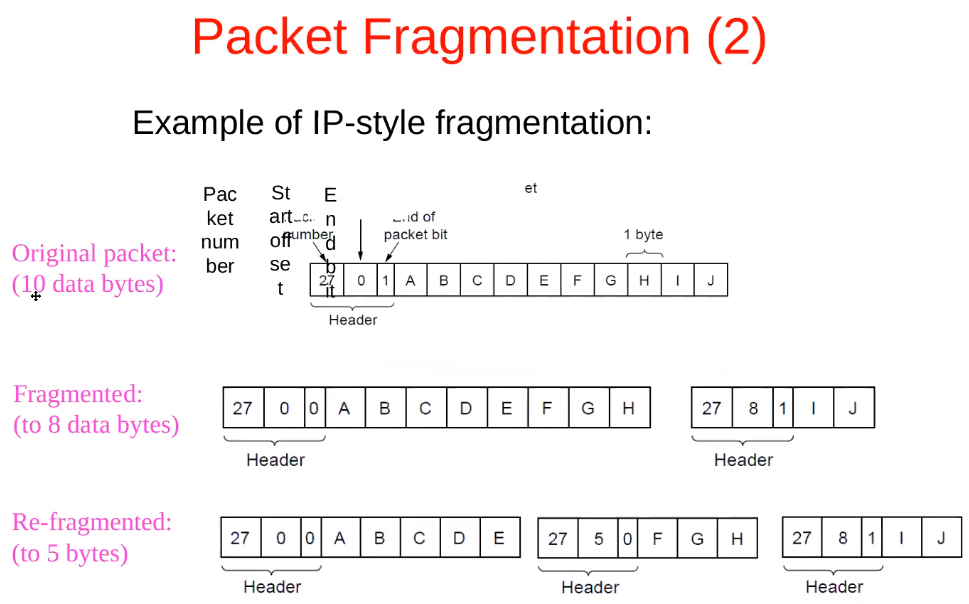 Packet Fragmentation (2)
Example of IP-style fragmentation:
et
Pac
ket
num
ber
St
art
off
se
t
E
n
d
b
it
number
End of
packet bit
1 byte
Original packet:
(10 data bytes)
27 0 1 A B C D E F G H I J
Header
Fragmented:
(to 8 data bytes)
27 0 0 A B C D E F G H
Header
27 8 1 I J
Header
Re-fragmented:
(to 5 bytes)
27 0 0 A B C D E
Header
27 5 0 F G H
Header
27 8 1 I J
Header